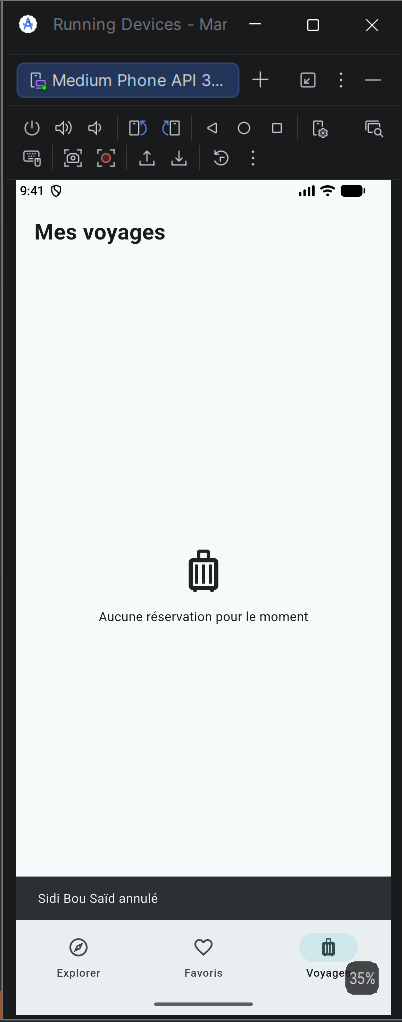 Running Devices - Mar
Medium Phone API 3...
9:41
Mes voyages
Aucune réservation pour le moment
Sidi Bou Saïd annulé
Explorer
Favoris
Voyages
35%